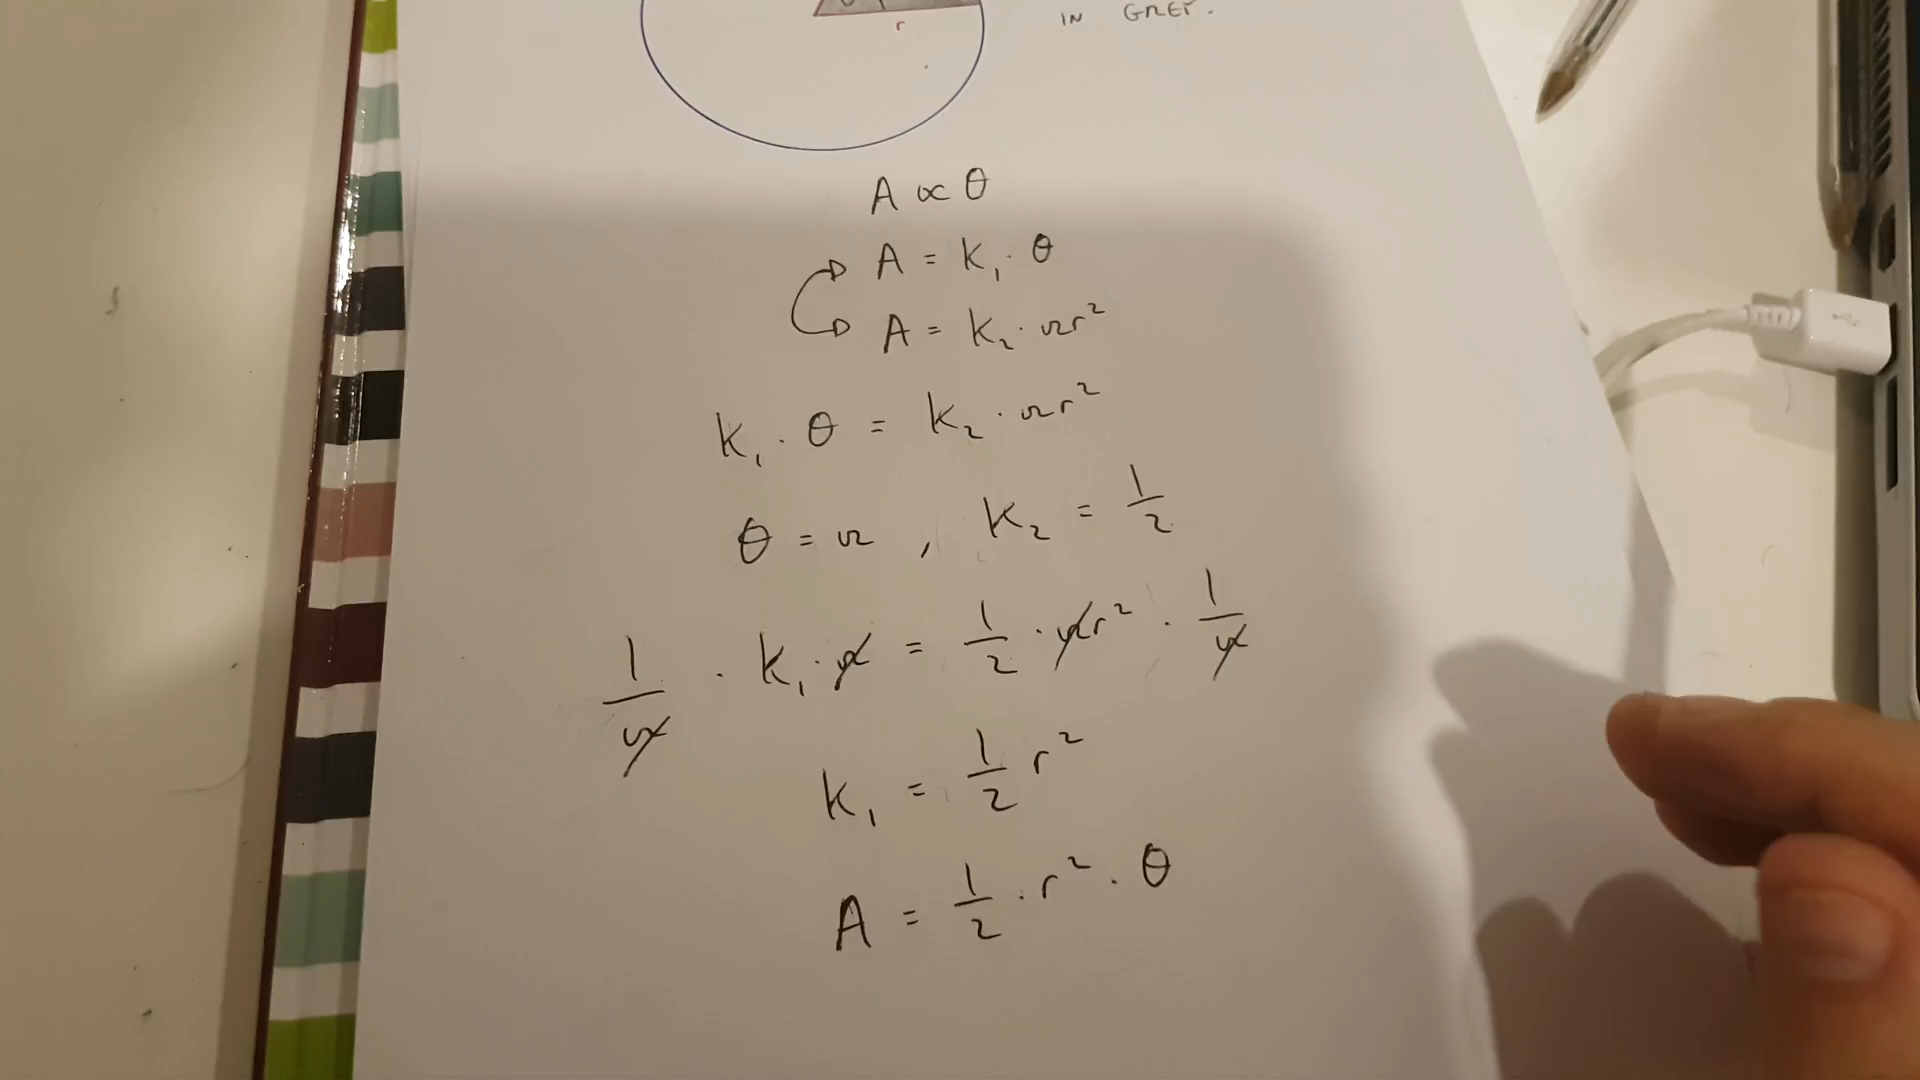 r
IN GREY.
A ∝ θ
A = K₁ · θ
A = K₂ · πr²
K₁ · θ = K₂ · πr²
θ = π , K₂ = 1/2
1/π · K₁ · π = 1/2 · πr² · 1/π
K₁ = 1/2 r²
A = 1/2 · r² · θ